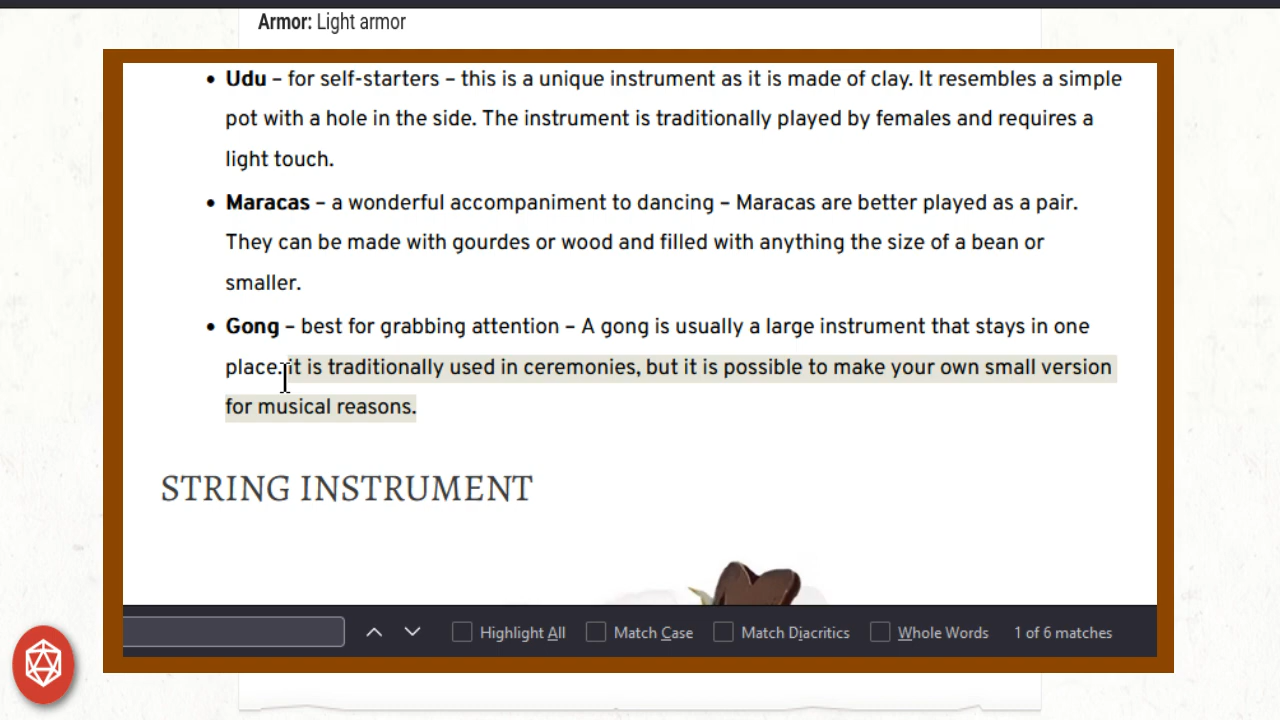 Armor: Light armor
• Udu – for self-starters – this is a unique instrument as it is made of clay. It resembles a simple
pot with a hole in the side. The instrument is traditionally played by females and requires a
light touch.
• Maracas – a wonderful accompaniment to dancing – Maracas are better played as a pair.
They can be made with gourdes or wood and filled with anything the size of a bean or
smaller.
• Gong – best for grabbing attention – A gong is usually a large instrument that stays in one
place. it is traditionally used in ceremonies, but it is possible to make your own small version
for musical reasons.
STRING INSTRUMENT
Highlight All Match Case Match Diacritics Whole Words 1 of 6 matches